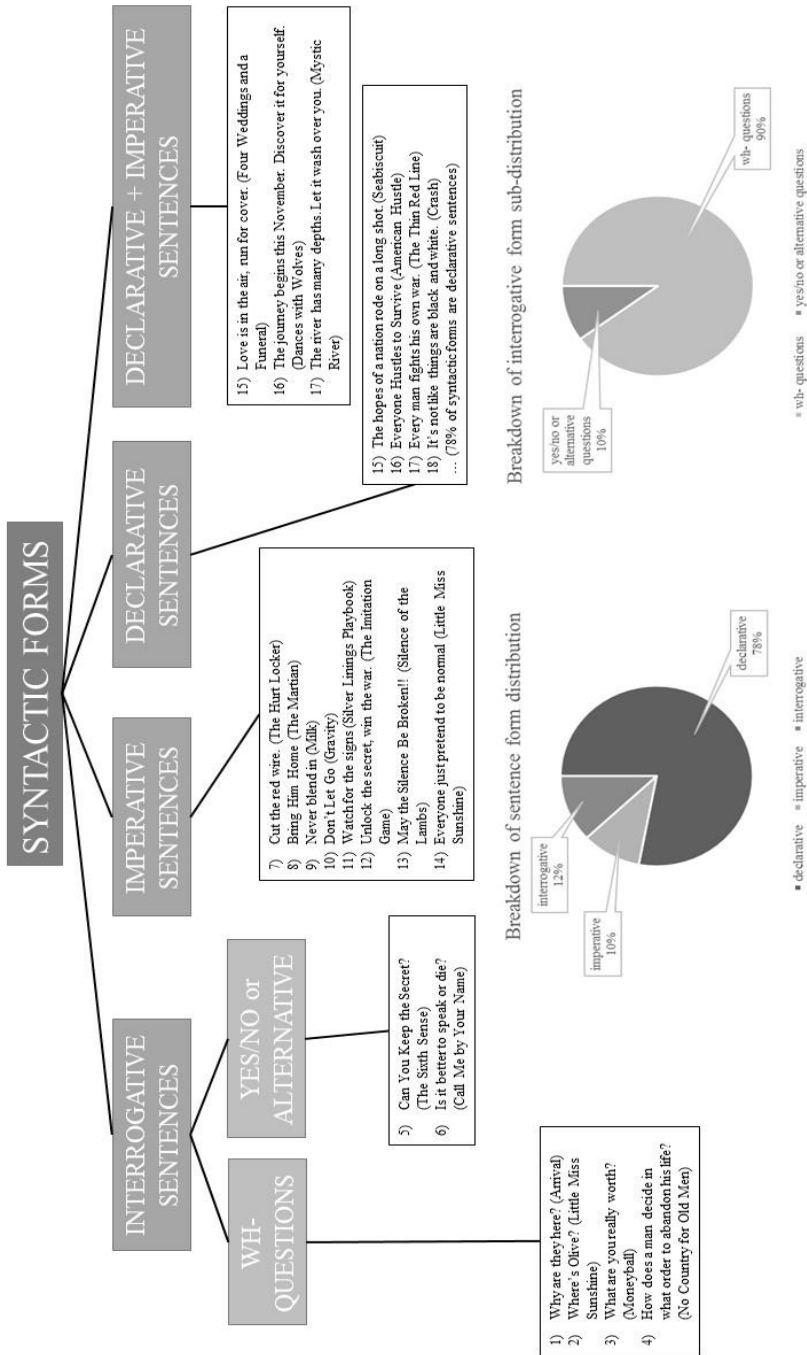 SYNTACTIC FORMS
INTERROGATIVE
SENTENCES
IMPERATIVE
SENTENCES
DECLARATIVE
SENTENCES
DECLARATIVE + IMPERATIVE
SENTENCES
WH-
QUESTIONS
YES/NO or
ALTERNATIVE
1) Why are they here? (Arrival)
2) Where's Olive? (Little Miss
Sunshine)
3) What are you really worth?
(Moneyball)
4) How does a man decide in
what order to abandon his life?
(No Country for Old Men)
5) Can You Keep the Secret?
(The Sixth Sense)
6) Is it better to speak or die?
(Call Me by Your Name)
7) Cut the red wire. (The Hurt Locker)
8) Bring Him Home (The Martian)
9) Never blend in (Milk)
10) Don't Let Go (Gravity)
11) Watch for the signs (Silver Linings Playbook)
12) Unlock the secret, win the war. (The Imitation
Game)
13) May the Silence Be Broken!! (Silence of the
Lambs)
14) Everyone just pretend to be normal (Little Miss
Sunshine)
15) Love is in the air, run for cover. (Four Weddings and a
Funeral)
16) The journey begins this November. Discover it for yourself.
(Dances with Wolves)
17) The river has many depths. Let it wash over you. (Mystic
River)
15) The hopes of a nation rode on a long shot. (Seabiscuit)
16) Everyone Hustles to Survive (American Hustle)
17) Every man fights his own war. (The Thin Red Line)
18) It's not like things are black and white. (Crash)
… (78% of syntactic forms are declarative sentences)
Breakdown of sentence form distribution
interrogative
12%
imperative
10%
declarative
78%
declarative imperative interrogative
Breakdown of interrogative form sub-distribution
yes/no or
alternative
questions
10%
wh- questions
90%
wh- questions yes/no or alternative questions